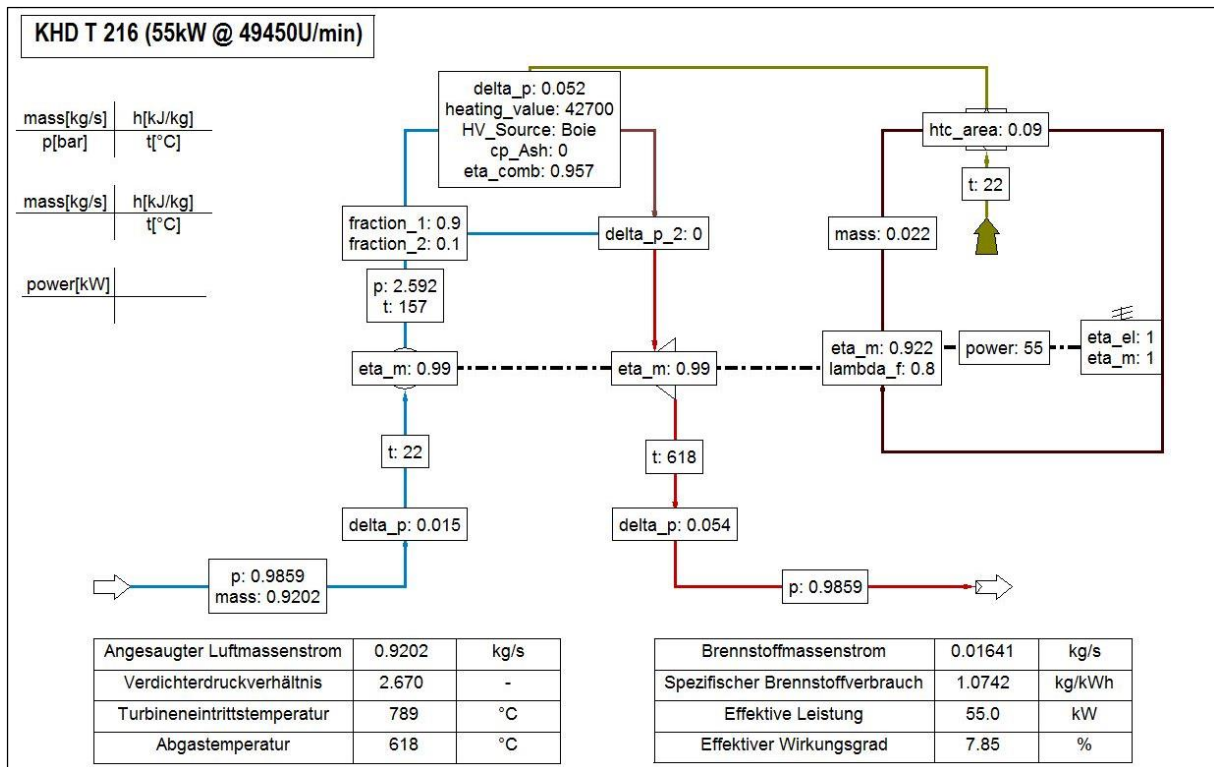 KHD T 216 (55kW @ 49450U/min)
mass[kg/s] h[kJ/kg]
p[bar] t[°C]
mass[kg/s] h[kJ/kg]
t[°C]
power[kW]
delta_p: 0.052
heating_value: 42700
HV_Source: Boie
cp_Ash: 0
eta_comb: 0.957
htc_area: 0.09
t: 22
fraction_1: 0.9
fraction_2: 0.1
delta_p_2: 0
mass: 0.022
p: 2.592
t: 157
eta_m: 0.99
eta_m: 0.99
eta_m: 0.922
lambda_f: 0.8
power: 55
eta_el: 1
eta_m: 1
t: 22
t: 618
delta_p: 0.015
delta_p: 0.054
p: 0.9859
mass: 0.9202
p: 0.9859
Angesaugter Luftmassenstrom 0.9202 kg/s
Verdichterdruckverhältnis 2.670 -
Turbineneintrittstemperatur 789 °C
Abgastemperatur 618 °C
Brennstoffmassenstrom 0.01641 kg/s
Spezifischer Brennstoffverbrauch 1.0742 kg/kWh
Effektive Leistung 55.0 kW
Effektiver Wirkungsgrad 7.85 %